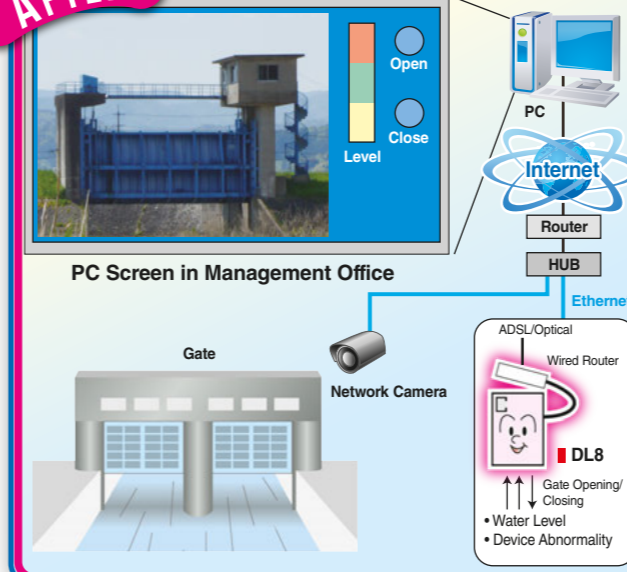 Open
Close
Level
PC
Internet
Router
HUB
PC Screen in Management Office
ADSL/Optical
Gate
Wired Router
Network Camera
C
DL8
Gate Opening/
Closing
• Water Level
• Device Abnormality